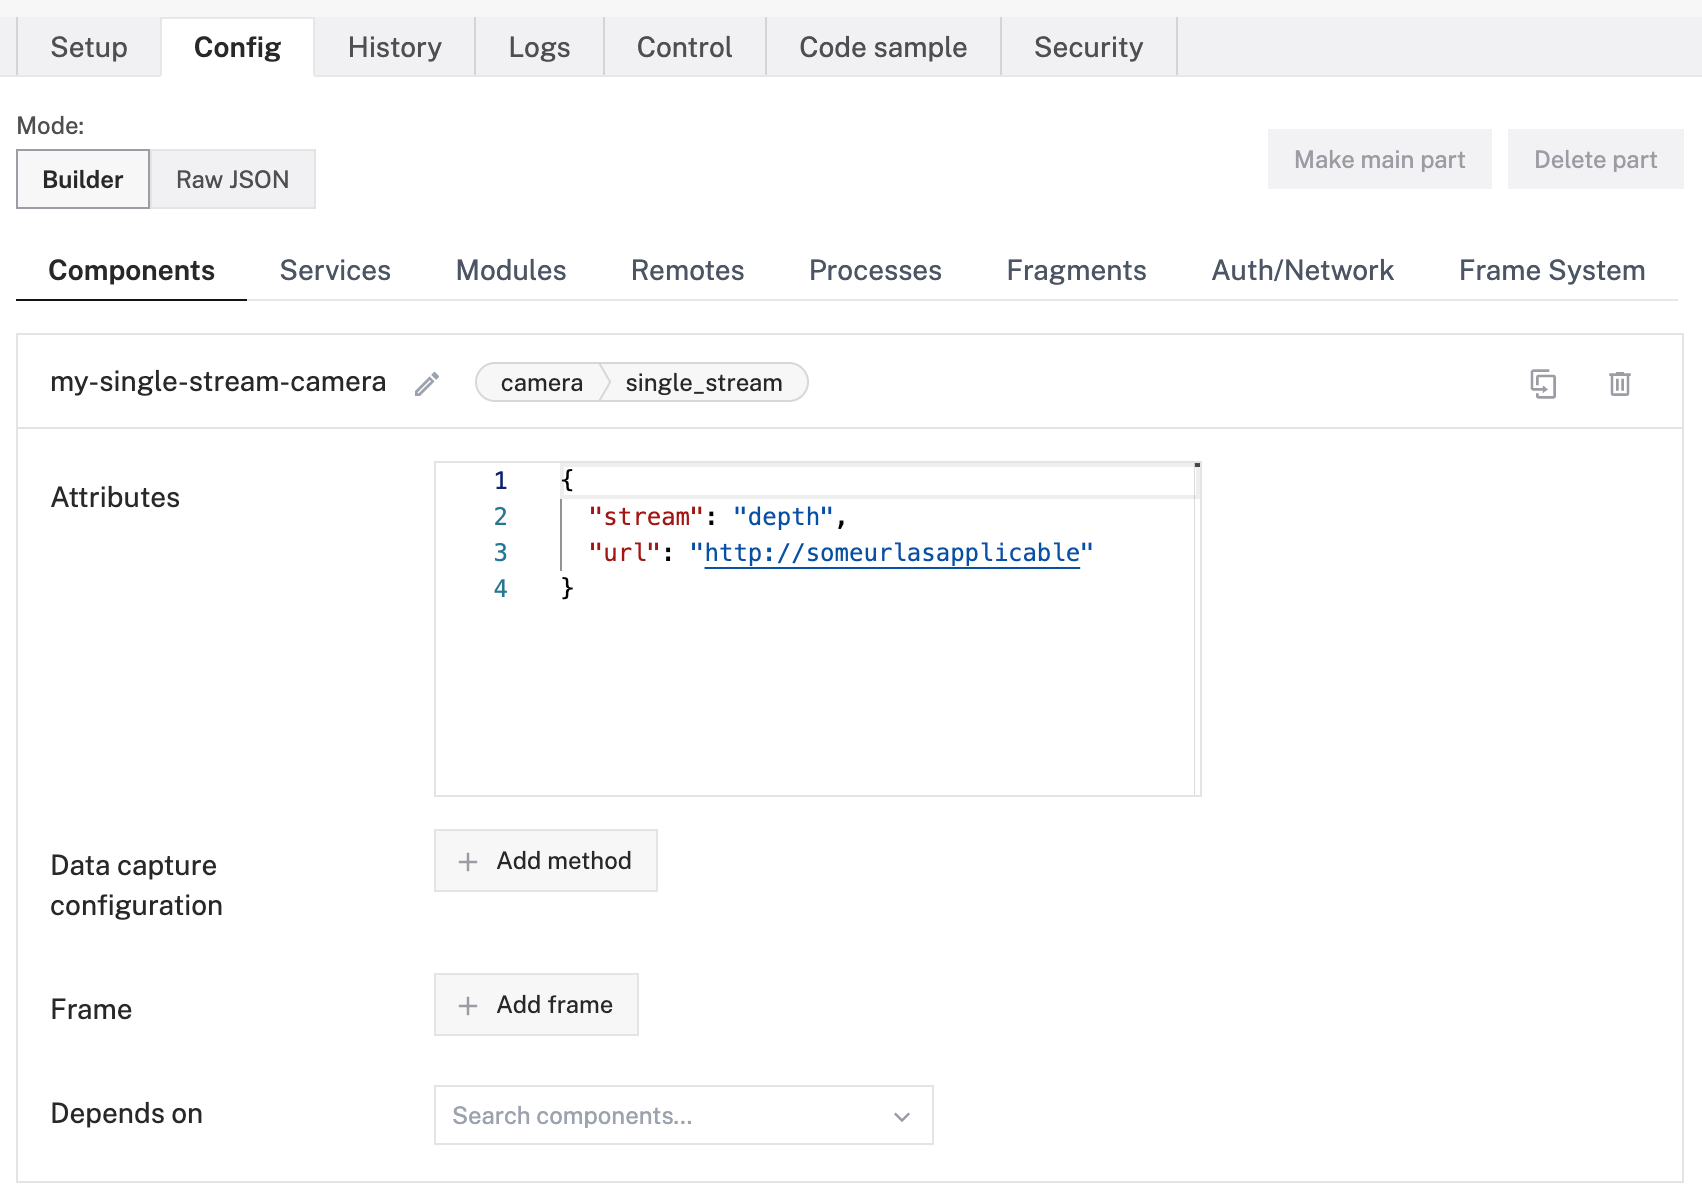 Setup Config History Logs Control Code sample Security
Mode:
Builder Raw JSON Make main part Delete part
Components Services Modules Remotes Processes Fragments Auth/Network Frame System
my-single-stream-camera camera single_stream
Attributes
1 {
2 "stream": "depth",
3 "url": "http://someurlasapplicable"
4 }
Data capture
configuration
+ Add method
Frame + Add frame
Depends on Search components...